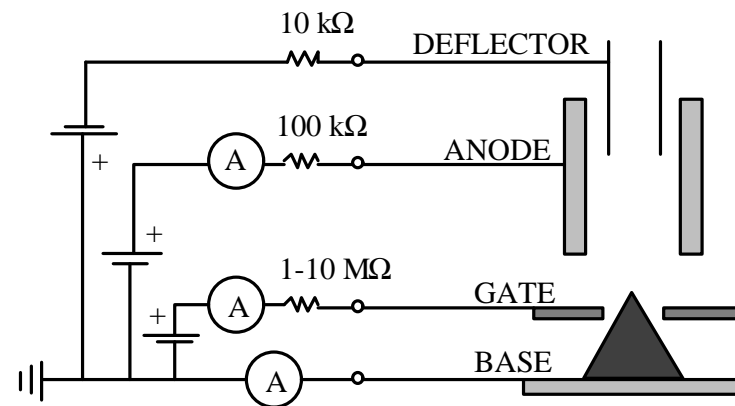 10 kΩ
DEFLECTOR
+
100 kΩ
A
ANODE
+
1-10 MΩ
A
GATE
+
A
BASE